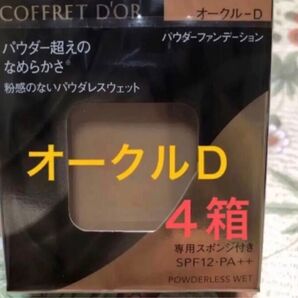 COFFRET D'OR
オークル-D
パウダー超えの
なめらかさ*
粉感のないパウダレスウェット
パウダーファンデーション
オークルD
４箱
専用スポンジ付き
SPF12・PA++
POWDERLESS WET